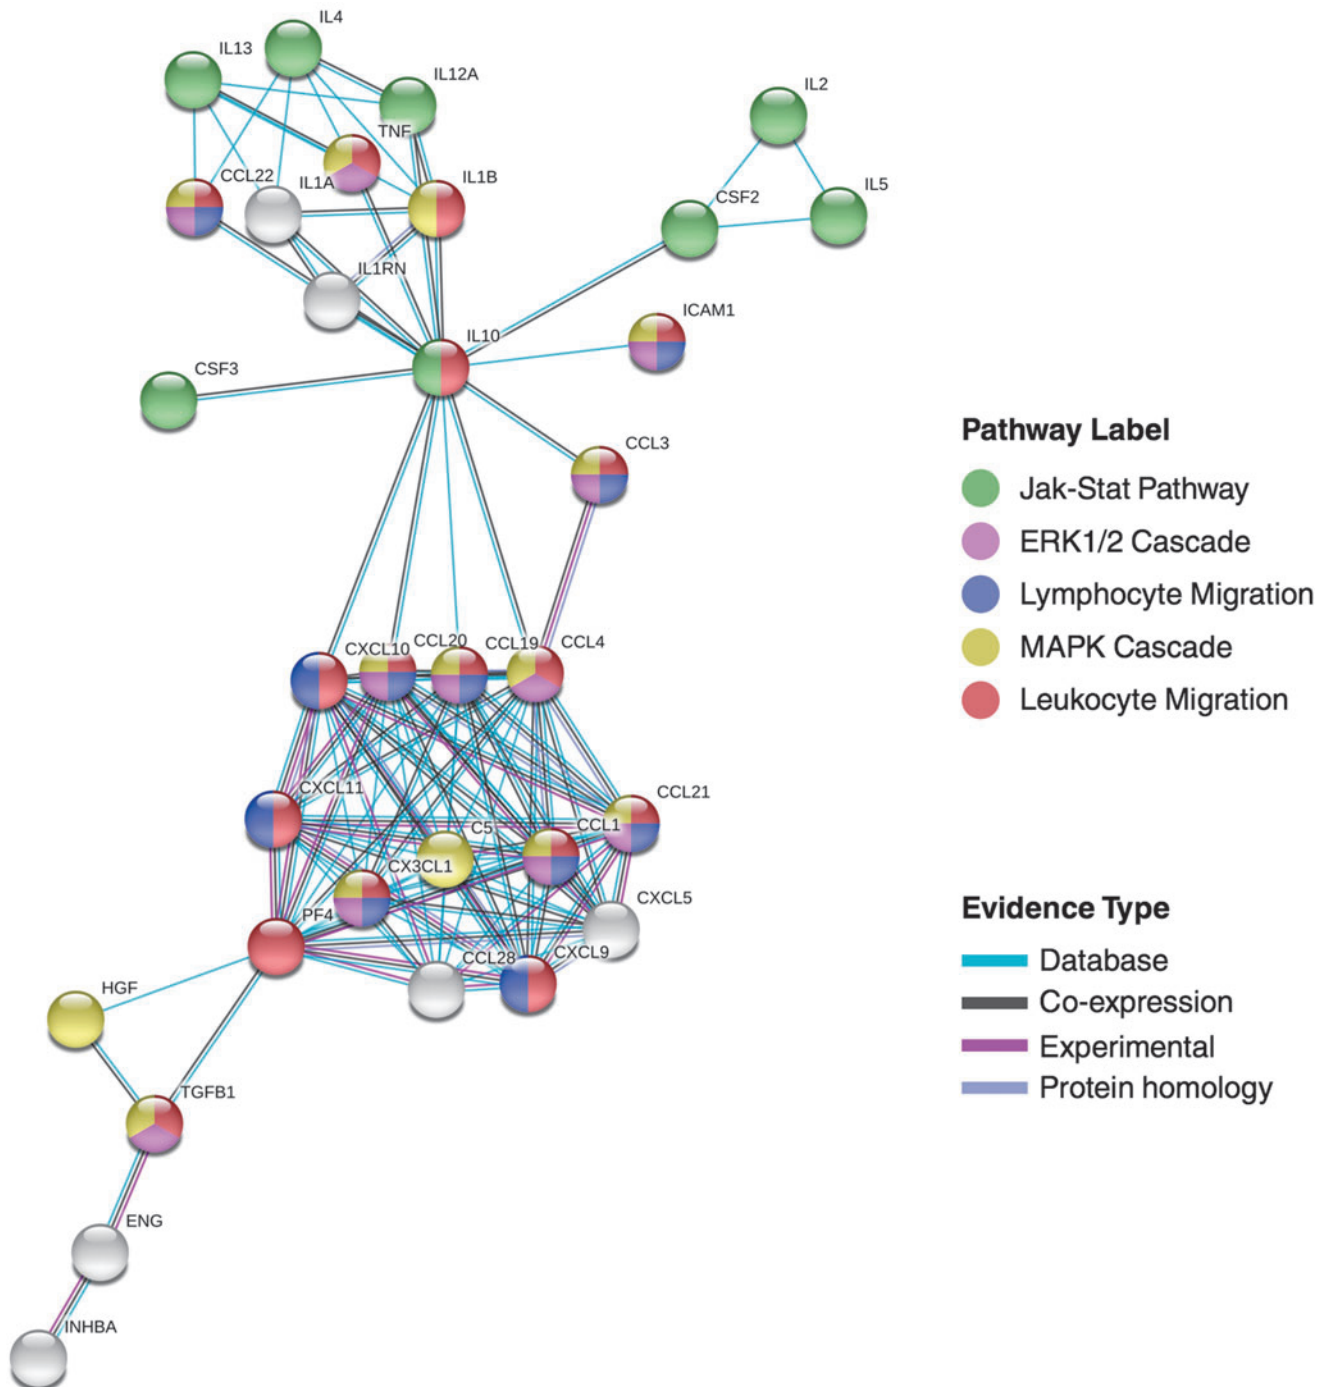 IL4
IL13
IL12A
IL2
TNF
CCL22
IL1A
IL1B
IL5
CSF2
IL1RN
ICAM1
IL10
CSF3
CCL3
CXCL10
CCL20
CCL19
CCL4
CXCL11
CCL21
C5
CCL1
CX3CL1
CXCL5
PF4
CCL28
CXCL9
HGF
TGFB1
ENG
INHBA
Pathway Label
Jak-Stat Pathway
ERK1/2 Cascade
Lymphocyte Migration
MAPK Cascade
Leukocyte Migration
Evidence Type
Database
Co-expression
Experimental
Protein homology